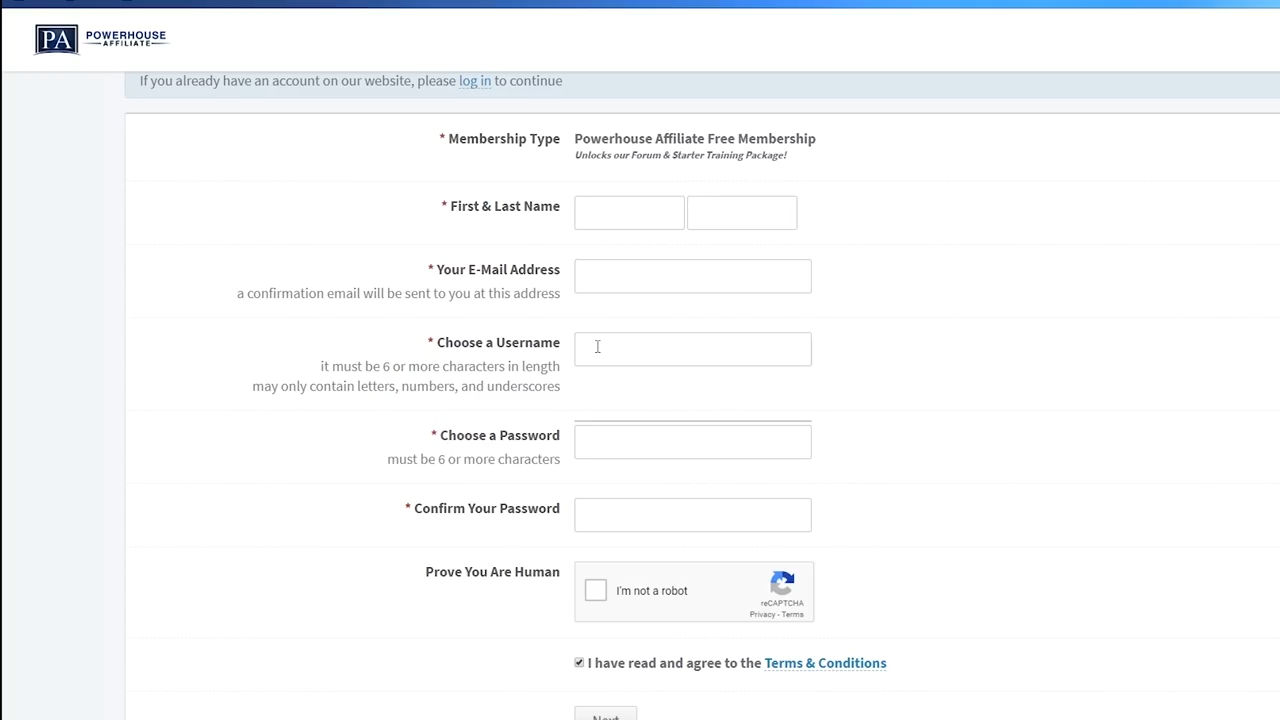 PA POWERHOUSE
AFFILIATE
If you already have an account on our website, please log in to continue
* Membership Type
Powerhouse Affiliate Free Membership
Unlocks our Forum & Starter Training Package!
* First & Last Name
* Your E-Mail Address
a confirmation email will be sent to you at this address
* Choose a Username
it must be 6 or more characters in length
may only contain letters, numbers, and underscores
* Choose a Password
must be 6 or more characters
* Confirm Your Password
Prove You Are Human
I'm not a robot
reCAPTCHA
Privacy - Terms
I have read and agree to the Terms & Conditions
Next